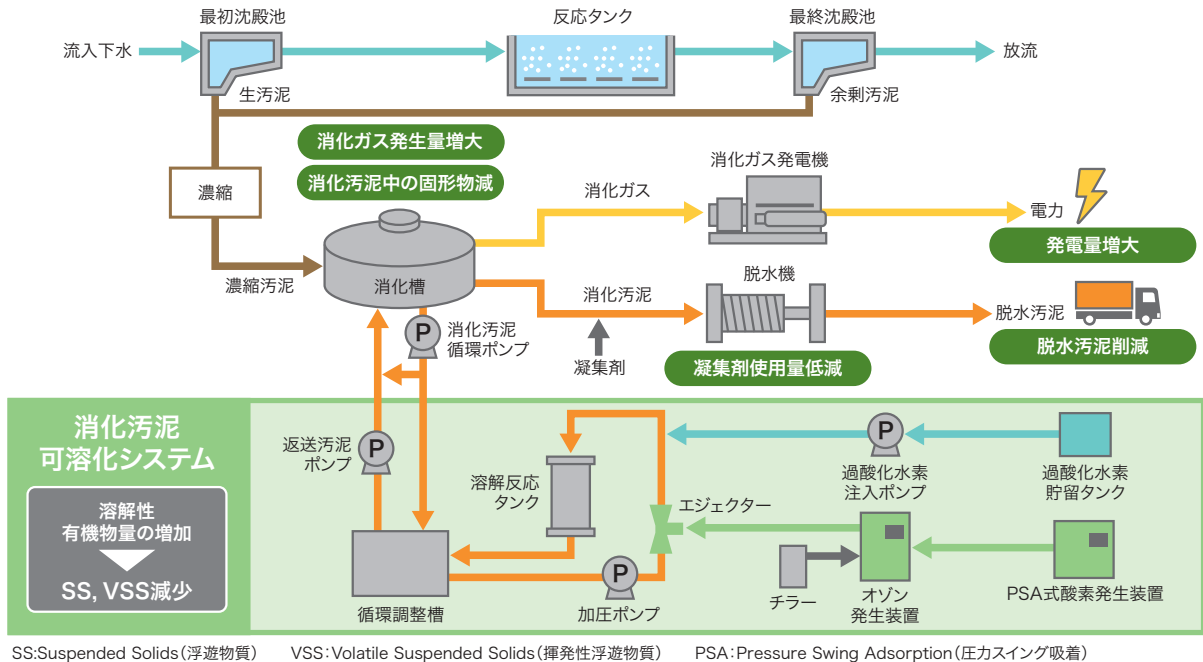 最初沈殿池
反応タンク
最終沈殿池
流入下水
放流
生汚泥
余剰汚泥
消化ガス発生量増大
消化汚泥中の固形物減
濃縮
消化ガス
消化ガス発電機
電力
発電量増大
濃縮汚泥
消化槽
消化汚泥
脱水機
脱水汚泥
P
消化汚泥
循環ポンプ
凝集剤
凝集剤使用量低減
脱水汚泥削減
消化汚泥
可溶化システム
溶解性
有機物量の増加
SS, VSS減少
P
返送汚泥
ポンプ
溶解反応
タンク
エジェクター
P
過酸化水素
注入ポンプ
過酸化水素
貯留タンク
循環調整槽
P
加圧ポンプ
チラー
オゾン
発生装置
PSA式酸素発生装置
SS:Suspended Solids(浮遊物質)
VSS:Volatile Suspended Solids(揮発性浮遊物質)
PSA:Pressure Swing Adsorption(圧力スイング吸着)